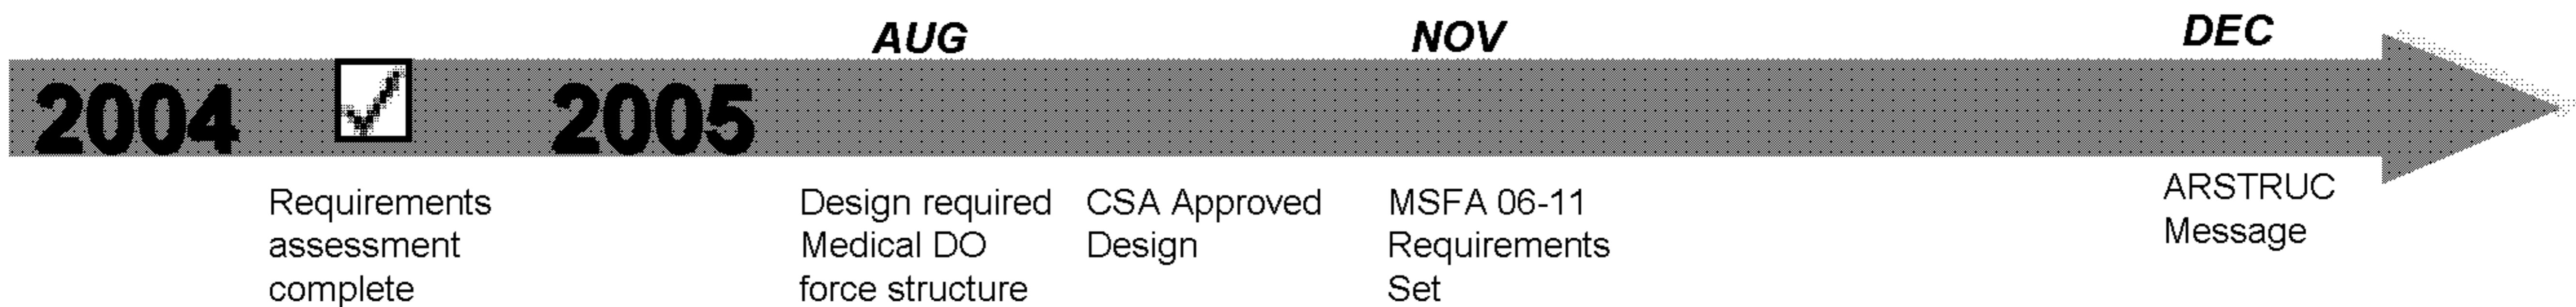 AUG
NOV
DEC
2004
2005
Requirements
assessment
complete
Design required
Medical DO
force structure
CSA Approved
Design
MSFA 06-11
Requirements
Set
ARSTRUC
Message